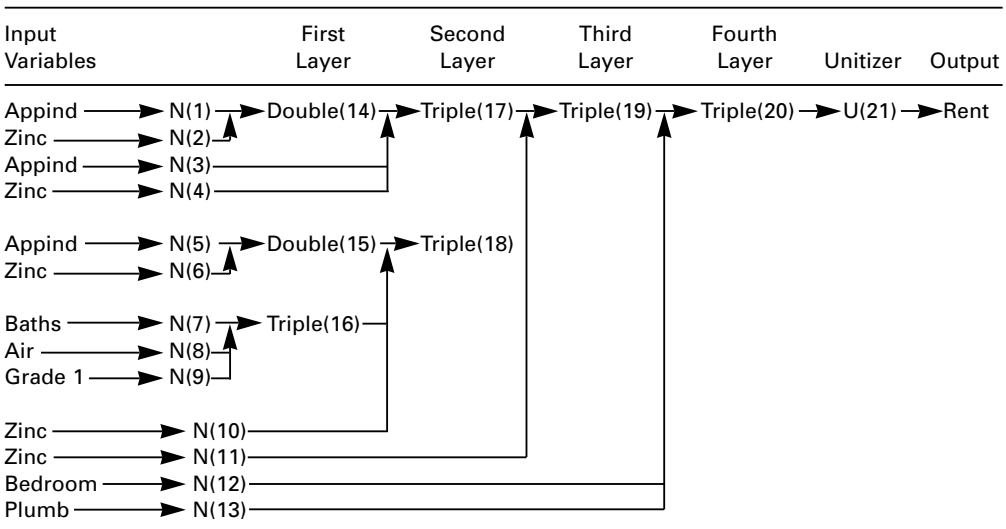 Input First Second Third Fourth
Variables Layer Layer Layer Layer Unitizer Output
Appind N(1) Double(14) Triple(17) Triple(19) Triple(20) U(21) Rent
Zinc N(2)
Appind N(3)
Zinc N(4)
Appind N(5) Double(15) Triple(18)
Zinc N(6)
Baths N(7) Triple(16)
Air N(8)
Grade 1 N(9)
Zinc N(10)
Zinc N(11)
Bedroom N(12)
Plumb N(13)